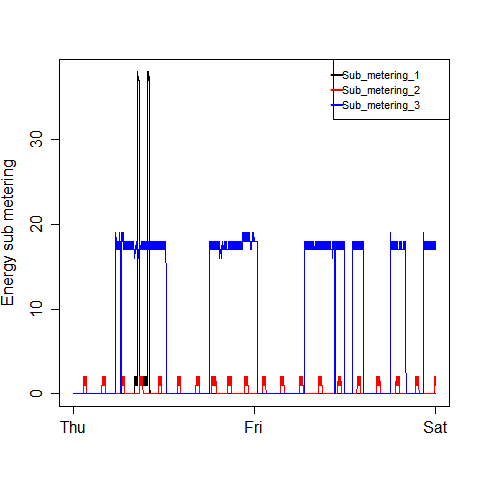 Sub_metering_1
Sub_metering_2
Sub_metering_3
Energy sub metering
30
20
10
0
Thu Fri Sat